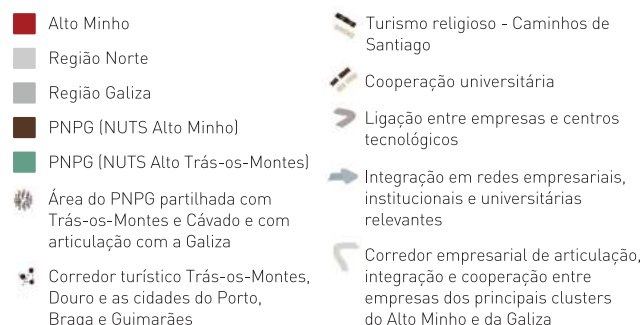 Alto Minho
Região Norte
Região Galiza
PNPG (NUTS Alto Minho)
PNPG (NUTS Alto Trás-os-Montes)
Área do PNPG partilhada com
Trás-os-Montes e Cávado e com
articulação com a Galiza
Corredor turístico Trás-os-Montes,
Douro e as cidades do Porto,
Braga e Guimarães
Turismo religioso - Caminhos de
Santiago
Cooperação universitária
Ligação entre empresas e centros
tecnológicos
Integração em redes empresariais,
institucionais e universitárias
relevantes
Corredor empresarial de articulação,
integração e cooperação entre
empresas dos principais clusters
do Alto Minho e da Galiza